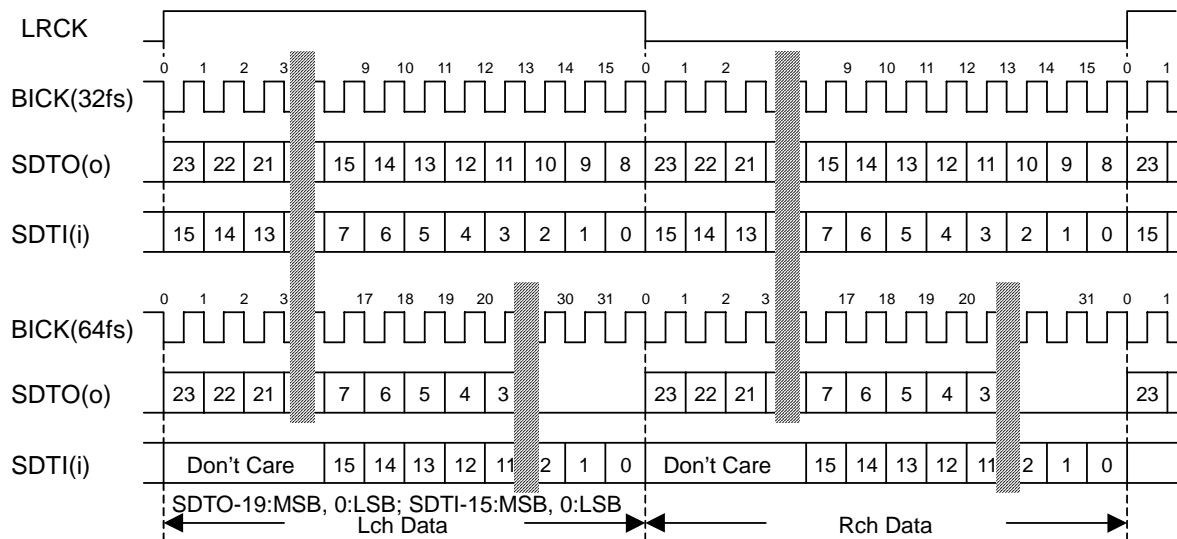 LRCK
0 1 2 3 9 10 11 12 13 14 15 0 1 2 9 10 11 12 13 14 15 0 1
BICK(32fs)
SDTO(o) 23 22 21 15 14 13 12 11 10 9 8 23 22 21 15 14 13 12 11 10 9 8 23
SDTI(i) 15 14 13 7 6 5 4 3 2 1 0 15 14 13 7 6 5 4 3 2 1 0 15
0 1 2 3 17 18 19 20 30 31 0 1 2 3 17 18 19 20 31 0 1
BICK(64fs)
SDTO(o) 23 22 21 7 6 5 4 3 23 22 21 7 6 5 4 3 23
SDTI(i) Don't Care 15 14 13 12 11 2 1 0 Don't Care 15 14 13 12 11 2 1 0
SDTO-19:MSB, 0:LSB; SDTI-15:MSB, 0:LSB
Lch Data Rch Data